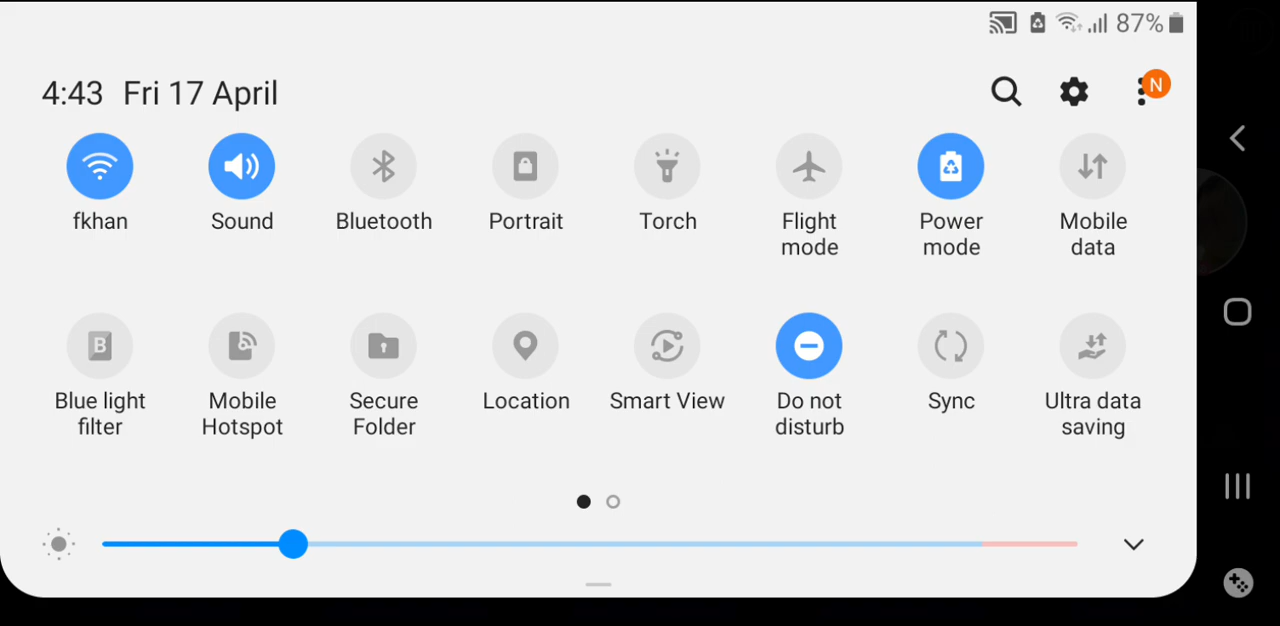 87%
4:43 Fri 17 April
N
fkhan
Sound
Bluetooth
Portrait
Torch
Flight
mode
Power
mode
Mobile
data
B
Blue light
filter
Mobile
Hotspot
Secure
Folder
Location
Smart View
Do not
disturb
Sync
Ultra data
saving